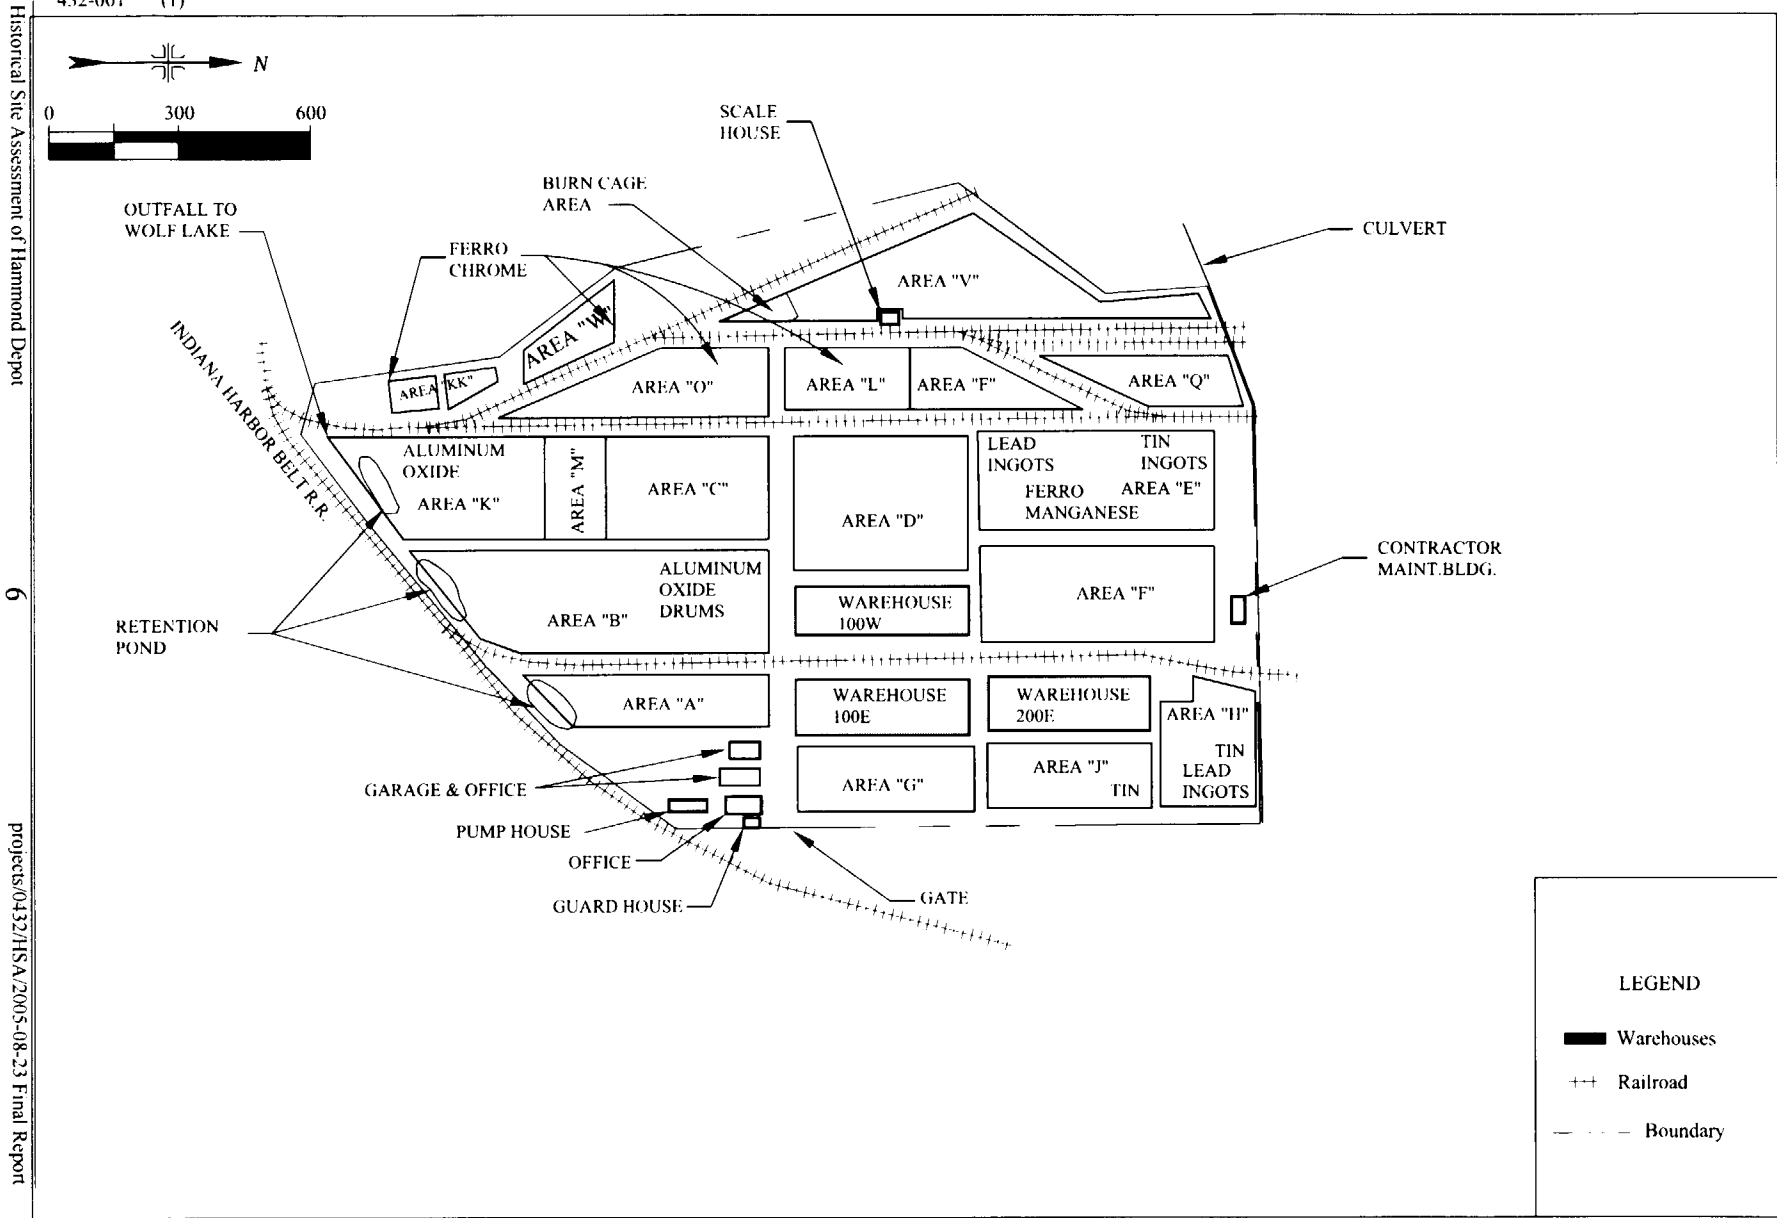 432-001 (1)
Historical Site Assessment of Hammond Depot
6
projects/0432/HSA/2005-08-23 Final Report
N
0 300 600
SCALE
HOUSE
BURN CAGE
AREA
OUTFALL TO
WOLF LAKE
FERRO
CHROME
CULVERT
INDIANA HARBOR BELT R.R.
AREA "V"
AREA "W"
AREA "KK"
AREA "O"
AREA "L"
AREA "F"
AREA "Q"
ALUMINUM
OXIDE
AREA "K"
AREA "M"
AREA "C"
AREA "D"
LEAD
INGOTS
TIN
INGOTS
FERRO
MANGANESE
AREA "E"
CONTRACTOR
MAINT.BLDG.
ALUMINUM
OXIDE
DRUMS
AREA "B"
WAREHOUSE
100W
AREA "F"
RETENTION
POND
AREA "A"
WAREHOUSE
100E
WAREHOUSE
200E
AREA "H"
TIN
LEAD
INGOTS
GARAGE & OFFICE
AREA "G"
AREA "J"
TIN
PUMP HOUSE
OFFICE
GUARD HOUSE
GATE
LEGEND
Warehouses
Railroad
Boundary